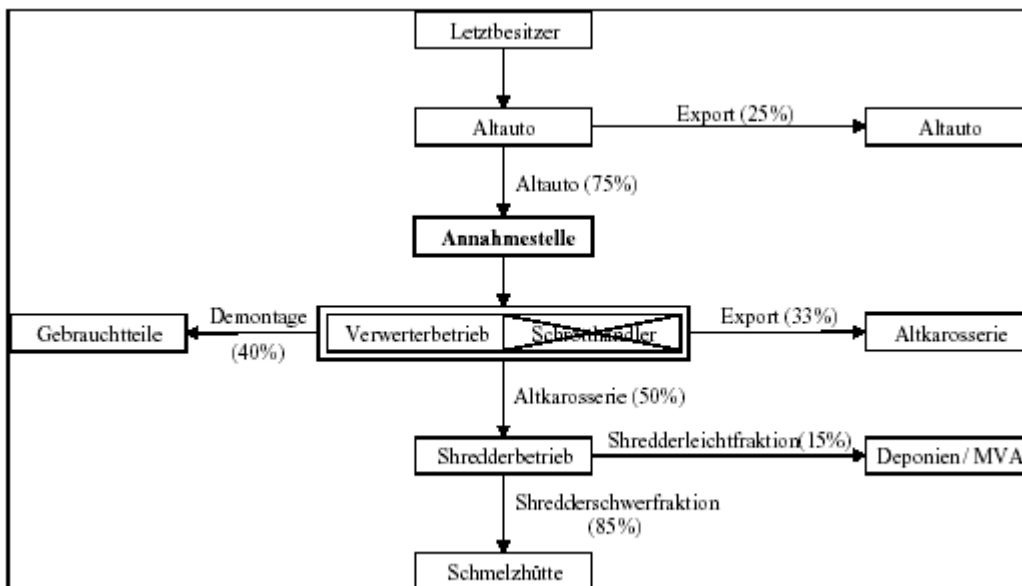 Letztbesitzer
Altauto
Export (25%)
Altauto
Altauto (75%)
Annahmestelle
Gebrauchtteile
Demontage
(40%)
Verwerterbetrieb
Schrotthändler
Export (33%)
Altkarosserie
Altkarosserie (50%)
Shredderbetrieb
Shredderleichtfraktion(15%)
Deponien / MVA
Shredderschwerfraktion
(85%)
Schmelzhütte